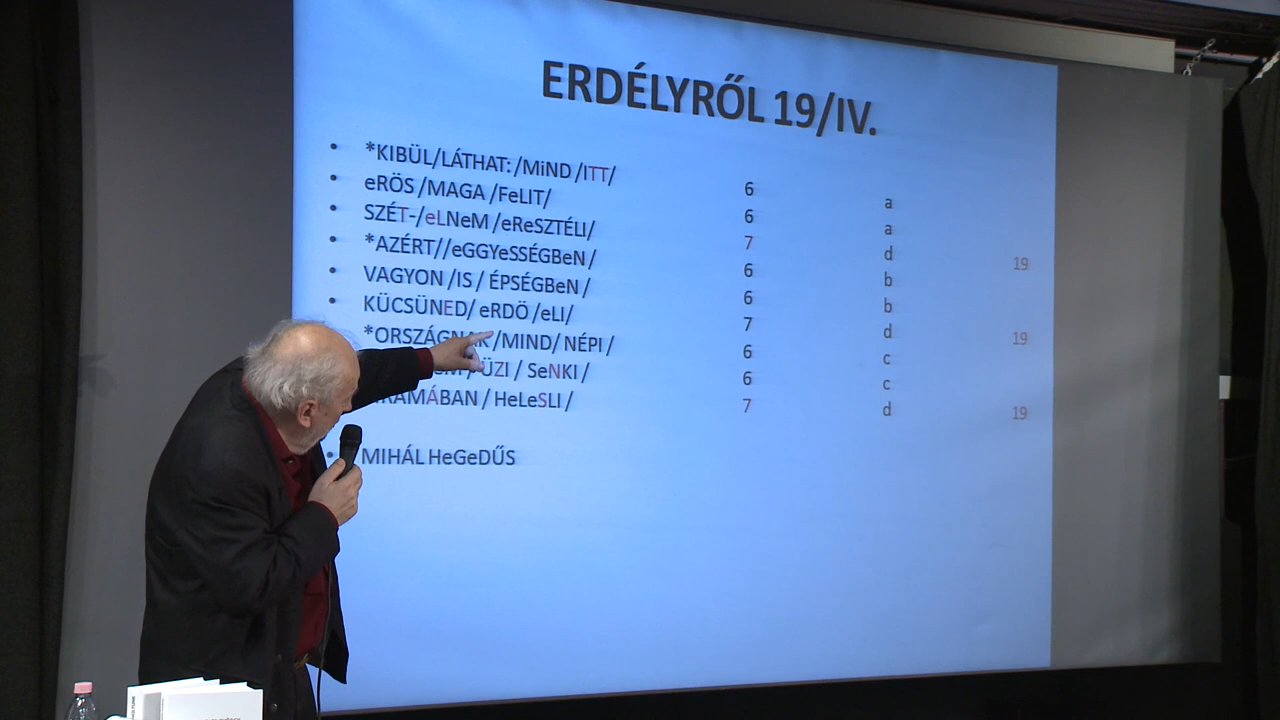 ERDÉLYRŐL 19/IV.
• *KIBÜL/LÁTHAT: /MiND /ITT/ 6 a
• eRÖS /MAGA /FeLIT/ 6 a
• SZÉT-/eLNeM /eReSZTÉLI/ 7 d 19
• *AZÉRT//eGGYeSSÉGBeN/ 6 b
• VAGYON /IS / ÉPSÉGBeN / 6 b
• KÜCSÜNED/ eRDÖ /eLI/ 7 d 19
*ORSZÁGNAK /MIND/ NÉPI / 6 c
/ SeNKI / 6 c
HeLeSLI / 7 d 19
• MIHÁL HeGeDŰS